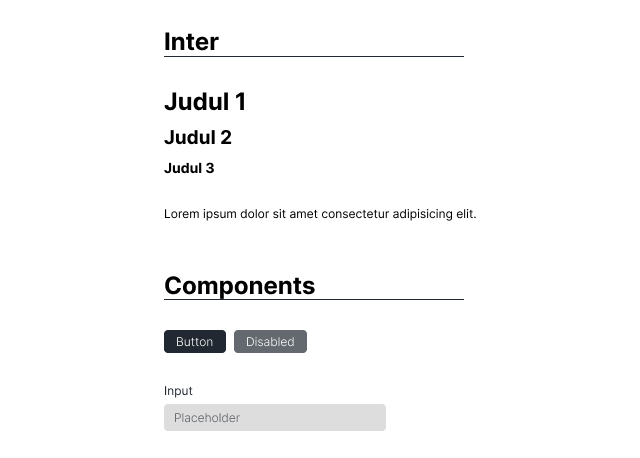 Inter
Judul 1
Judul 2
Judul 3
Lorem ipsum dolor sit amet consectetur adipisicing elit.
Components
Button Disabled
Input
Placeholder